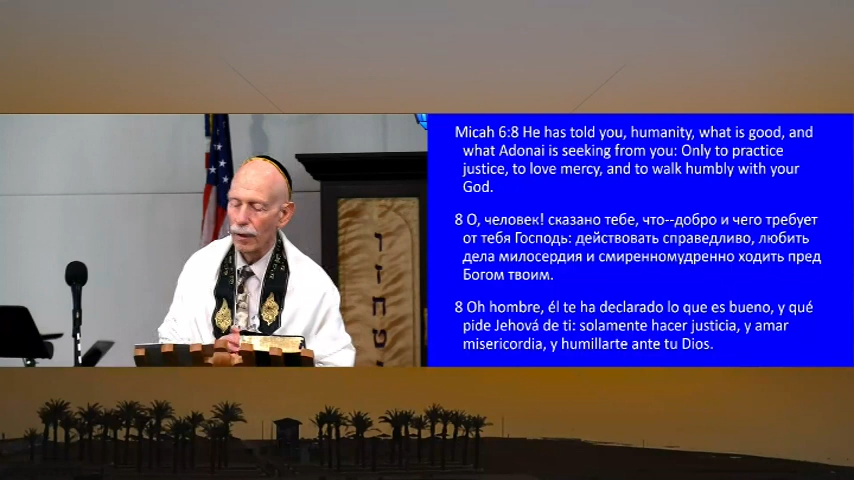 Micah 6:8 He has told you, humanity, what is good, and
what Adonai is seeking from you: Only to practice
justice, to love mercy, and to walk humbly with your
God.
8 О, человек! сказано тебе, что--добро и чего требует
от тебя Господь: действовать справедливо, любить
дела милосердия и смиренномудренно ходить пред
Богом твоим.
8 Oh hombre, él te ha declarado lo que es bueno, y qué
pide Jehová de ti: solamente hacer justicia, y amar
misericordia, y humillarte ante tu Dios.